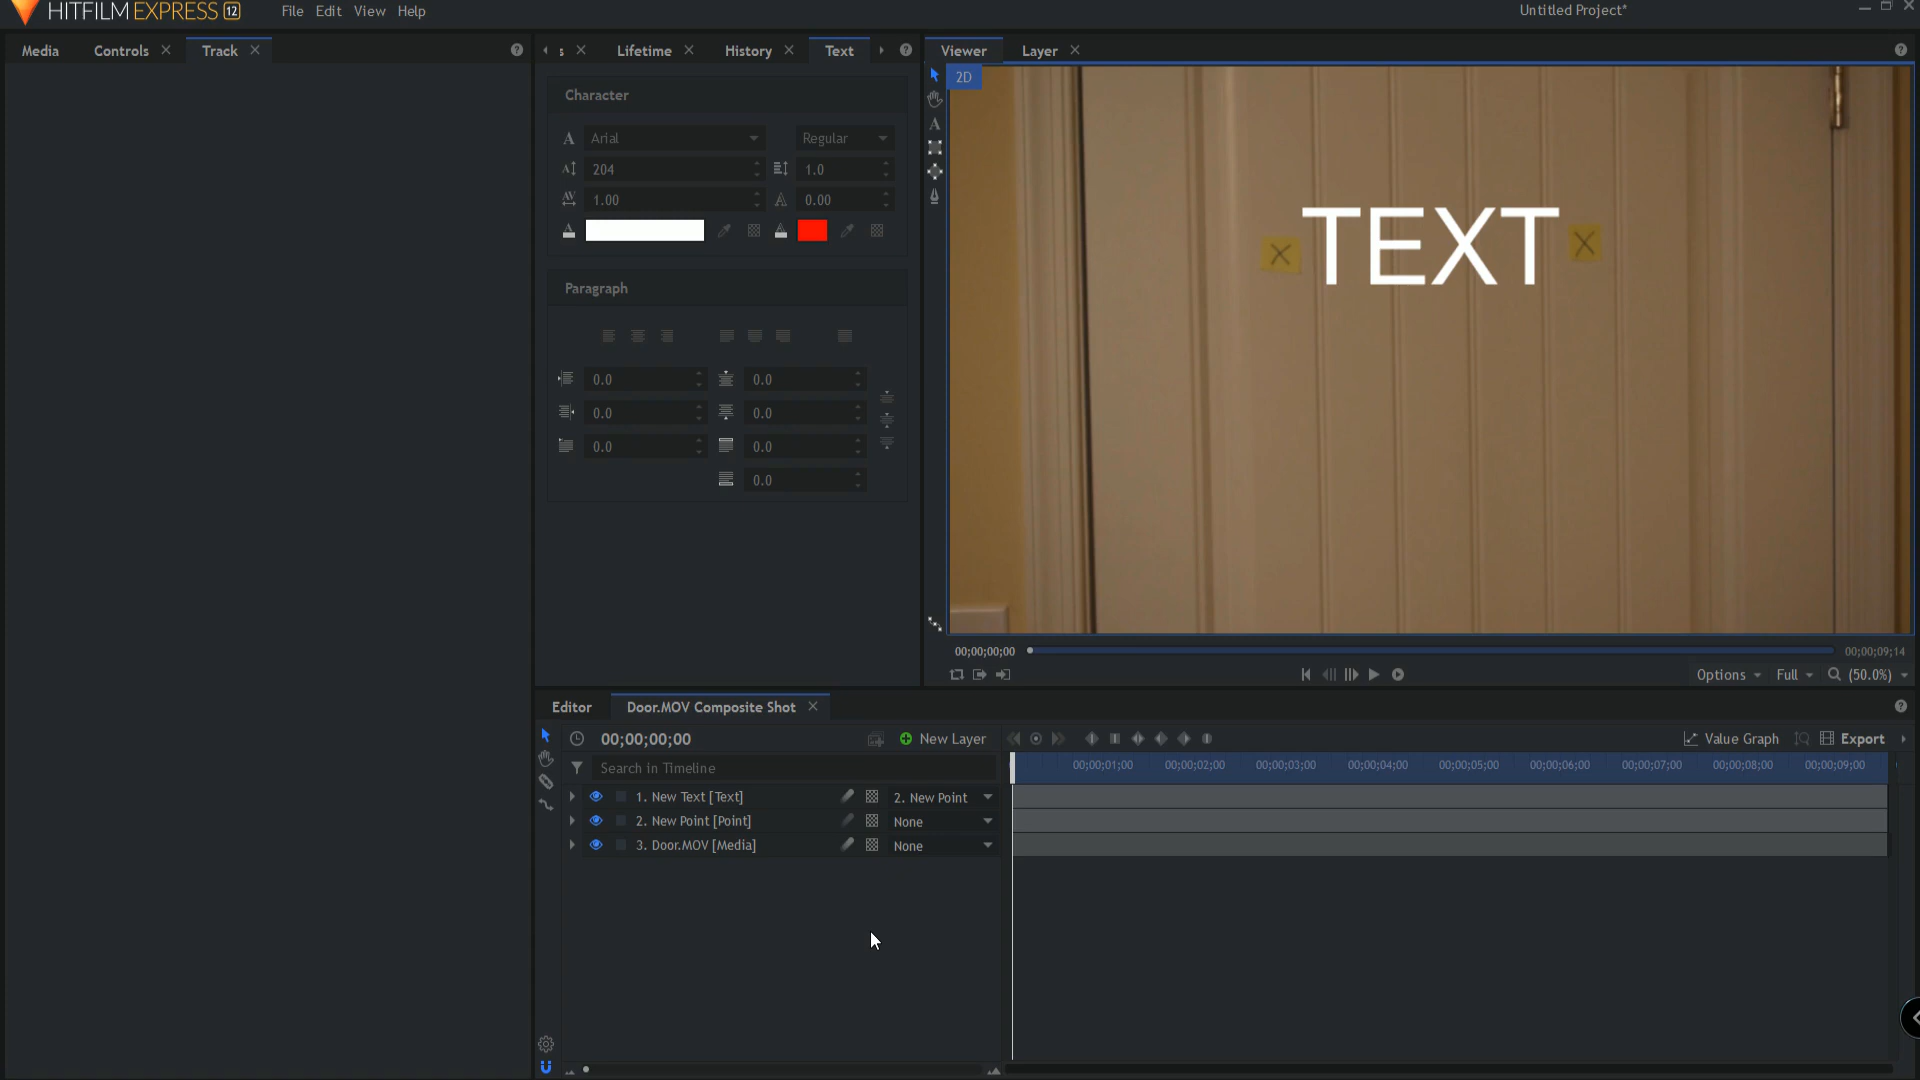 HITFILM EXPRESS 12
File Edit View Help
Untitled Project*
Media Controls Track
s Lifetime History Text
Viewer Layer
2D
Character
Arial Regular
204 1.0
1.00 0.00
Paragraph
0.0 0.0
0.0 0.0
0.0 0.0
0.0
TEXT
00;00;00;00
00;00;09;14
Options Full (50.0%)
Editor Door.MOV Composite Shot
00;00;00;00 New Layer
Value Graph Export
Search in Timeline
00;00;01;00 00;00;02;00 00;00;03;00 00;00;04;00 00;00;05;00 00;00;06;00 00;00;07;00 00;00;08;00 00;00;09;00
1. New Text [Text] 2. New Point
2. New Point [Point] None
3. Door.MOV [Media] None